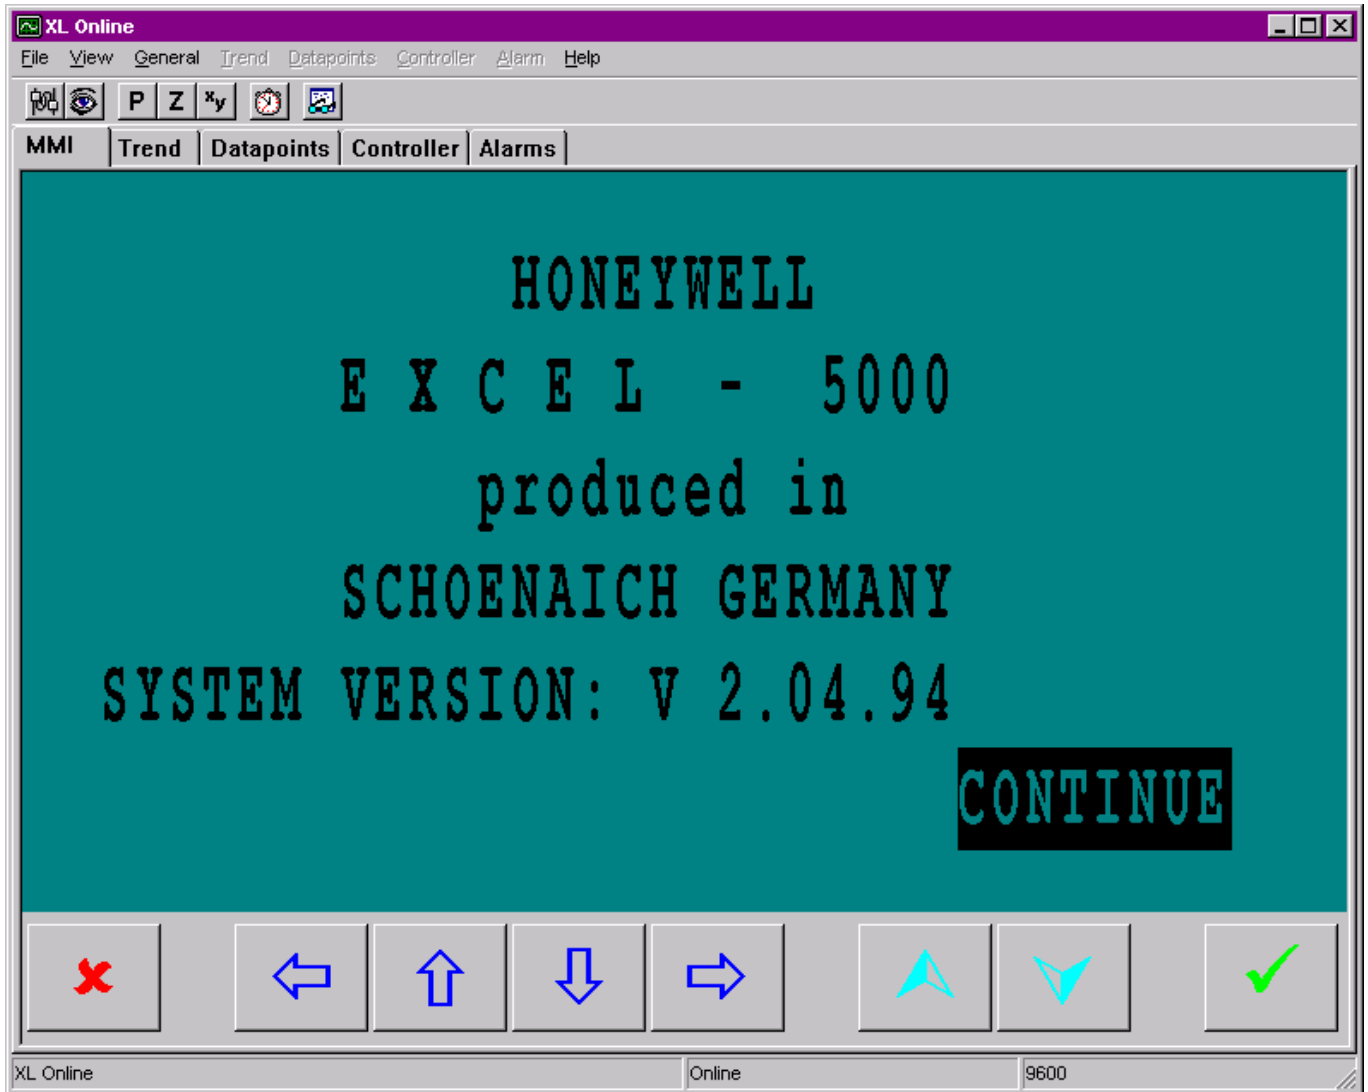 XL Online
File View General Trend Datapoints Controller Alarm Help
P Z xy
MMI Trend Datapoints Controller Alarms
HONEYWELL
E X C E L - 5000
produced in
SCHOENAICH GERMANY
SYSTEM VERSION: V 2.04.94
CONTINUE
XL Online Online 9600